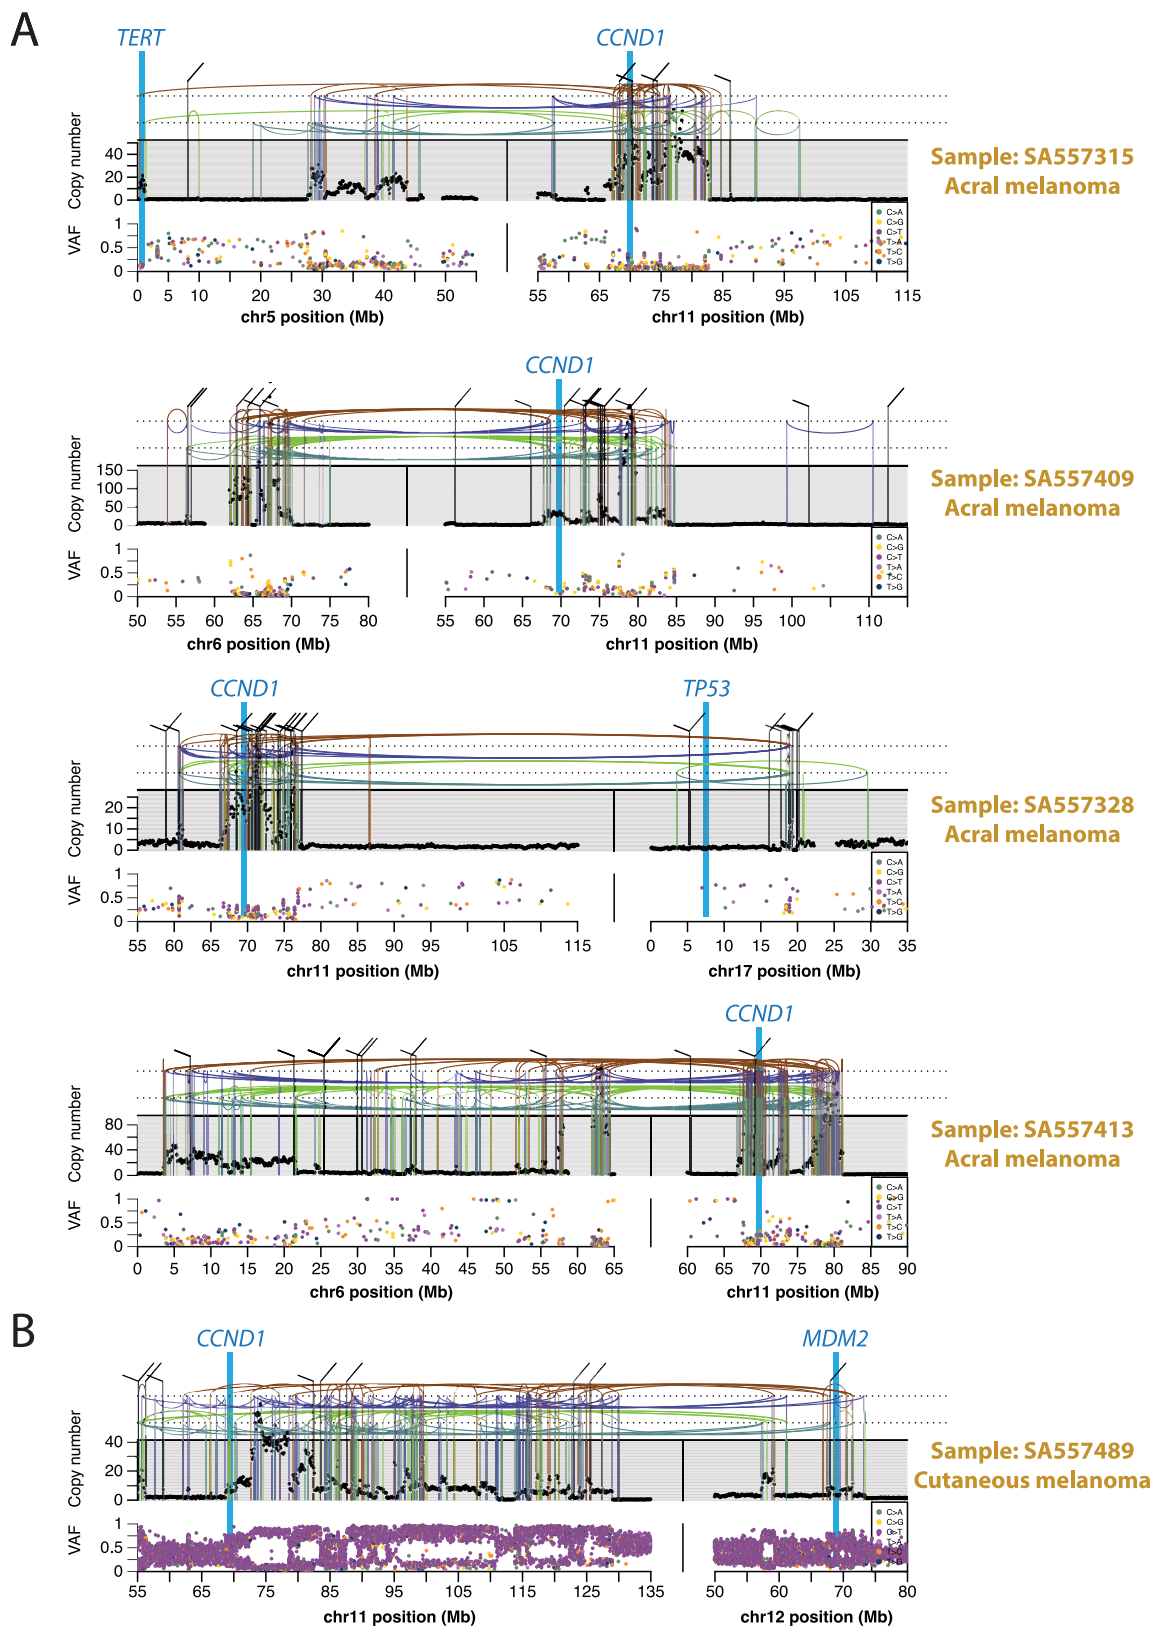 A
TERT CCND1
Copy number
40
20
0
Sample: SA557315
Acral melanoma
VAF
1
0.5
0
C>A
C>G
C>T
T>A
T>C
T>G
0 10 20 30 40 50 55 65 75 85 95 105 115
chr5 position (Mb) chr11 position (Mb)
CCND1
Copy number
150
100
50
0
Sample: SA557409
Acral melanoma
VAF
1
0.5
0
C>A
C>G
C>T
T>A
T>C
T>G
50 55 60 65 70 75 80 55 60 65 70 75 80 85 90 100 110
chr6 position (Mb) chr11 position (Mb)
CCND1 TP53
Copy number
20
10
0
Sample: SA557328
Acral melanoma
VAF
1
0.5
0
C>A
C>G
C>T
T>A
T>C
T>G
55 60 65 70 75 80 85 90 95 105 115 0 5 10 15 20 25 30 35
chr11 position (Mb) chr17 position (Mb)
CCND1
Copy number
80
40
0
Sample: SA557413
Acral melanoma
VAF
1
0.5
0
C>A
C>G
C>T
T>A
T>C
T>G
0 5 10 15 20 25 30 35 40 45 50 55 60 65 60 65 70 75 80 85 90
chr6 position (Mb) chr11 position (Mb)
B
CCND1 MDM2
Copy number
40
20
0
Sample: SA557489
Cutaneous melanoma
VAF
1
0.5
0
C>A
C>G
C>T
T>A
T>C
T>G
55 65 75 85 95 105 115 125 135 50 60 70 80
chr11 position (Mb) chr12 position (Mb)